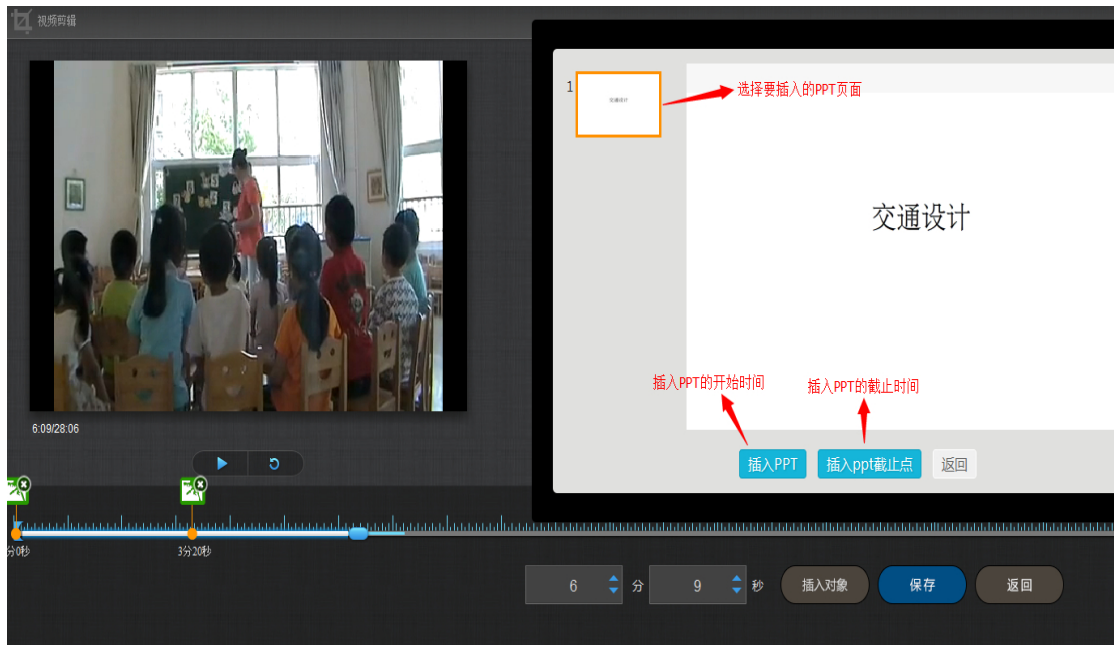 视频剪辑
1
交通设计
选择要插入的PPT页面
交通设计
插入PPT的开始时间
插入PPT的截止时间
插入PPT
插入ppt截止点
返回
6:09/28:06
分0秒
3分20秒
6
分
9
秒
插入对象
保存
返回